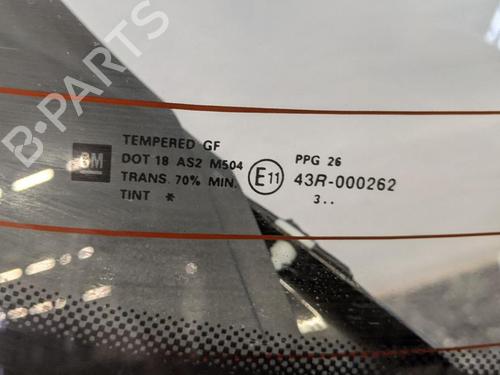 B-PARTS
GM
TEMPERED GF
DOT 18 AS2 M504
TRANS. 70% MIN.
TINT *
E11
PPG 26
43R-000262
3..